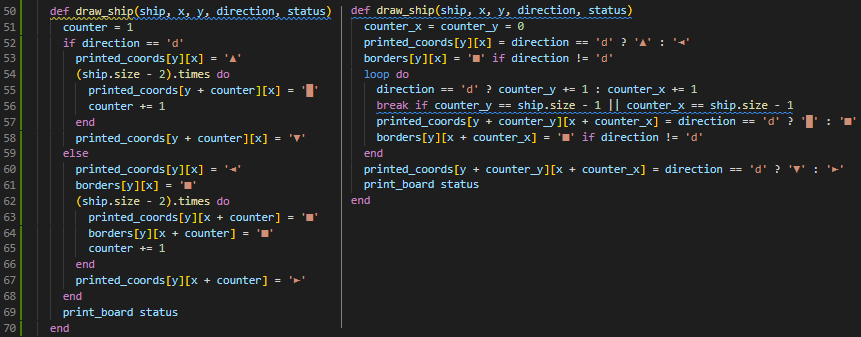 50 def draw_ship(ship, x, y, direction, status)
51 counter = 1
52 if direction == 'd'
53 printed_coords[y][x] = '▲'
54 (ship.size - 2).times do
55 printed_coords[y + counter][x] = '█'
56 counter += 1
57 end
58 printed_coords[y + counter][x] = '▼'
59 else
60 printed_coords[y][x] = '◄'
61 borders[y][x] = '■'
62 (ship.size - 2).times do
63 printed_coords[y][x + counter] = '■'
64 borders[y][x + counter] = '■'
65 counter += 1
66 end
67 printed_coords[y][x + counter] = '►'
68 end
69 print_board status
70 end
def draw_ship(ship, x, y, direction, status)
counter_x = counter_y = 0
printed_coords[y][x] = direction == 'd' ? '▲' : '◄'
borders[y][x] = '■' if direction != 'd'
loop do
direction == 'd' ? counter_y += 1 : counter_x += 1
break if counter_y == ship.size - 1 || counter_x == ship.size - 1
printed_coords[y + counter_y][x + counter_x] = direction == 'd' ? '█' : '■'
borders[y][x + counter_x] = '■' if direction != 'd'
end
printed_coords[y + counter_y][x + counter_x] = direction == 'd' ? '▼' : '►'
print_board status
end